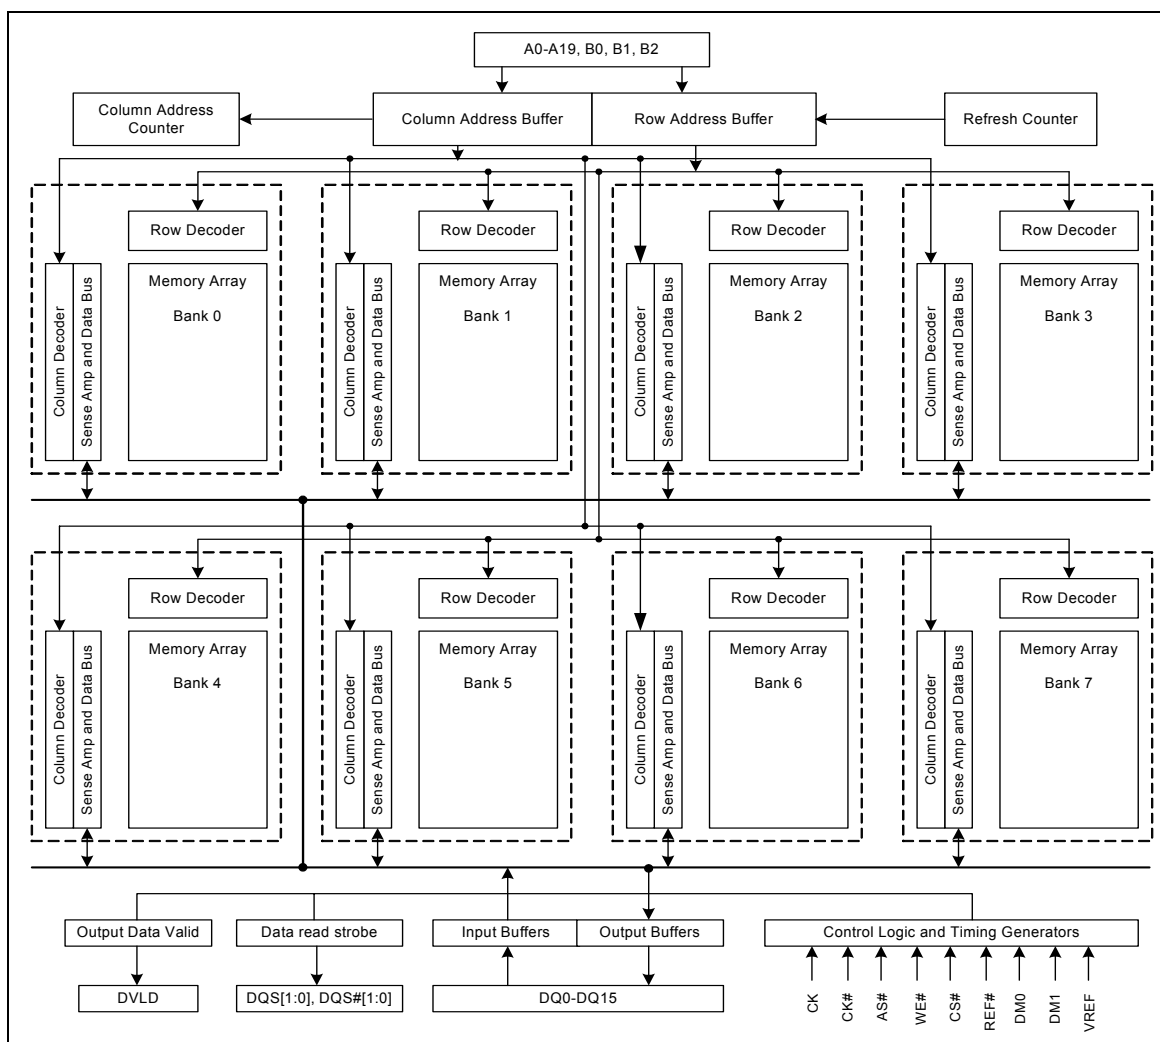 A0-A19, B0, B1, B2
Column Address
Counter
Column Address Buffer
Row Address Buffer
Refresh Counter
Row Decoder
Row Decoder
Row Decoder
Row Decoder
Column Decoder
Sense Amp and Data Bus
Memory Array
Bank 0
Column Decoder
Sense Amp and Data Bus
Memory Array
Bank 1
Column Decoder
Sense Amp and Data Bus
Memory Array
Bank 2
Column Decoder
Sense Amp and Data Bus
Memory Array
Bank 3
Row Decoder
Row Decoder
Row Decoder
Row Decoder
Column Decoder
Sense Amp and Data Bus
Memory Array
Bank 4
Column Decoder
Sense Amp and Data Bus
Memory Array
Bank 5
Column Decoder
Sense Amp and Data Bus
Memory Array
Bank 6
Column Decoder
Sense Amp and Data Bus
Memory Array
Bank 7
Output Data Valid
Data read strobe
Input Buffers
Output Buffers
Control Logic and Timing Generators
DVLD
DQS[1:0], DQS#[1:0]
DQ0-DQ15
CK
CK#
AS#
WE#
CS#
REF#
DM0
DM1
VREF